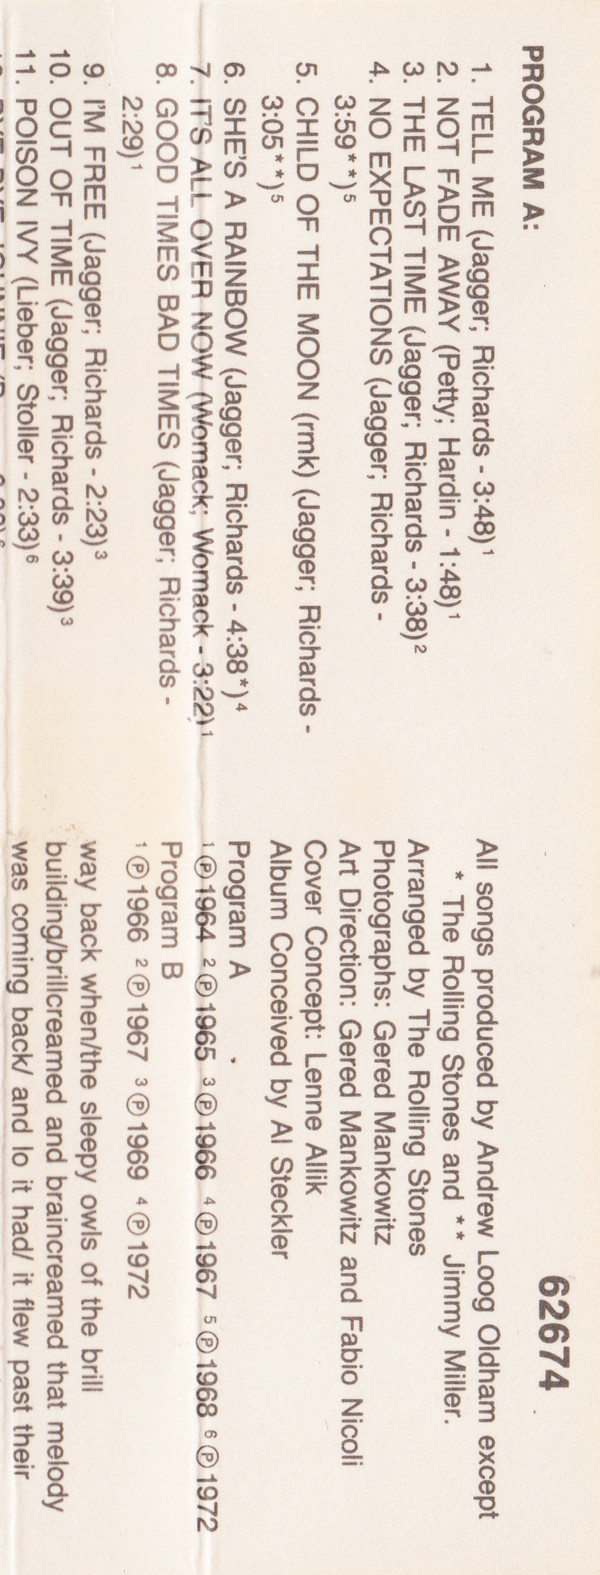 PROGRAM A:
1. TELL ME (Jagger; Richards - 3:48)¹
2. NOT FADE AWAY (Petty; Hardin - 1:48)¹
3. THE LAST TIME (Jagger; Richards - 3:38)²
4. NO EXPECTATIONS (Jagger; Richards -
3:59**)⁵
5. CHILD OF THE MOON (rmk) (Jagger; Richards -
3:05**)⁵
6. SHE'S A RAINBOW (Jagger; Richards - 4:38*)⁴
7. IT'S ALL OVER NOW (Womack; Womack - 3:22)¹
8. GOOD TIMES BAD TIMES (Jagger; Richards -
2:29)¹
9. I'M FREE (Jagger; Richards - 2:23)³
10. OUT OF TIME (Jagger; Richards - 3:39)³
11. POISON IVY (Lieber; Stoller - 2:33)⁶
62674
All songs produced by Andrew Loog Oldham except
* The Rolling Stones and ** Jimmy Miller.
Arranged by The Rolling Stones
Photographs: Gered Mankowitz
Art Direction: Gered Mankowitz and Fabio Nicoli
Cover Concept: Lenne Allik
Album Conceived by Al Steckler
Program A
¹ ℗1964 ² ℗1965 ³ ℗1966 ⁴ ℗1967 ⁵ ℗1968 ⁶ ℗1972
Program B
¹ ℗1966 ² ℗1967 ³ ℗1969 ⁴ ℗1972
way back when/the sleepy owls of the brill
building/brillcreamed and braincreamed that melody
was coming back/ and lo it had/ it flew past their